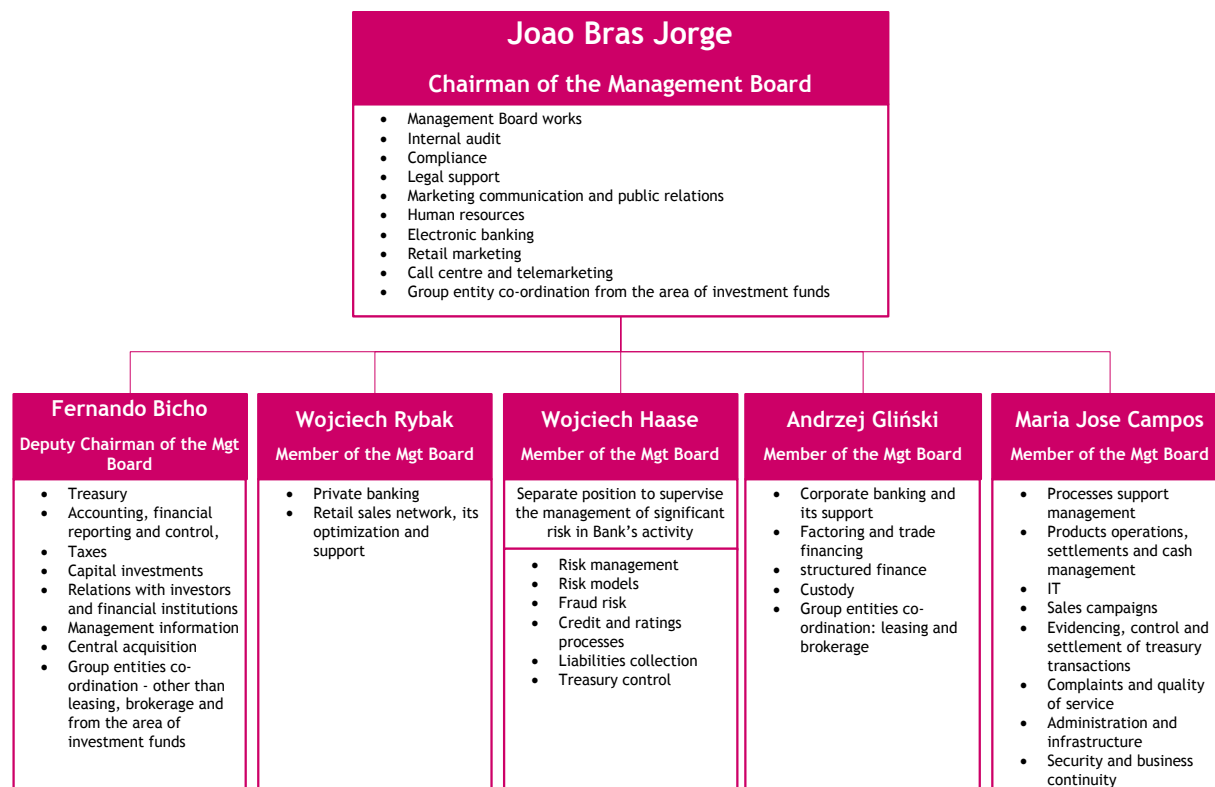 Joao Bras Jorge
Chairman of the Management Board
• Management Board works
• Internal audit
• Compliance
• Legal support
• Marketing communication and public relations
• Human resources
• Electronic banking
• Retail marketing
• Call centre and telemarketing
• Group entity co-ordination from the area of investment funds
Fernando Bicho
Deputy Chairman of the Mgt
Board
• Treasury
• Accounting, financial
reporting and control,
• Taxes
• Capital investments
• Relations with investors
and financial institutions
• Management information
• Central acquisition
• Group entities co-
ordination - other than
leasing, brokerage and
from the area of
investment funds
Wojciech Rybak
Member of the Mgt Board
• Private banking
• Retail sales network, its
optimization and
support
Wojciech Haase
Member of the Mgt Board
Separate position to supervise
the management of significant
risk in Bank’s activity
• Risk management
• Risk models
• Fraud risk
• Credit and ratings
processes
• Liabilities collection
• Treasury control
Andrzej Gliński
Member of the Mgt Board
• Corporate banking and
its support
• Factoring and trade
financing
• structured finance
• Custody
• Group entities co-
ordination: leasing and
brokerage
Maria Jose Campos
Member of the Mgt Board
• Processes support
management
• Products operations,
settlements and cash
management
• IT
• Sales campaigns
• Evidencing, control and
settlement of treasury
transactions
• Complaints and quality
of service
• Administration and
infrastructure
• Security and business
continuity